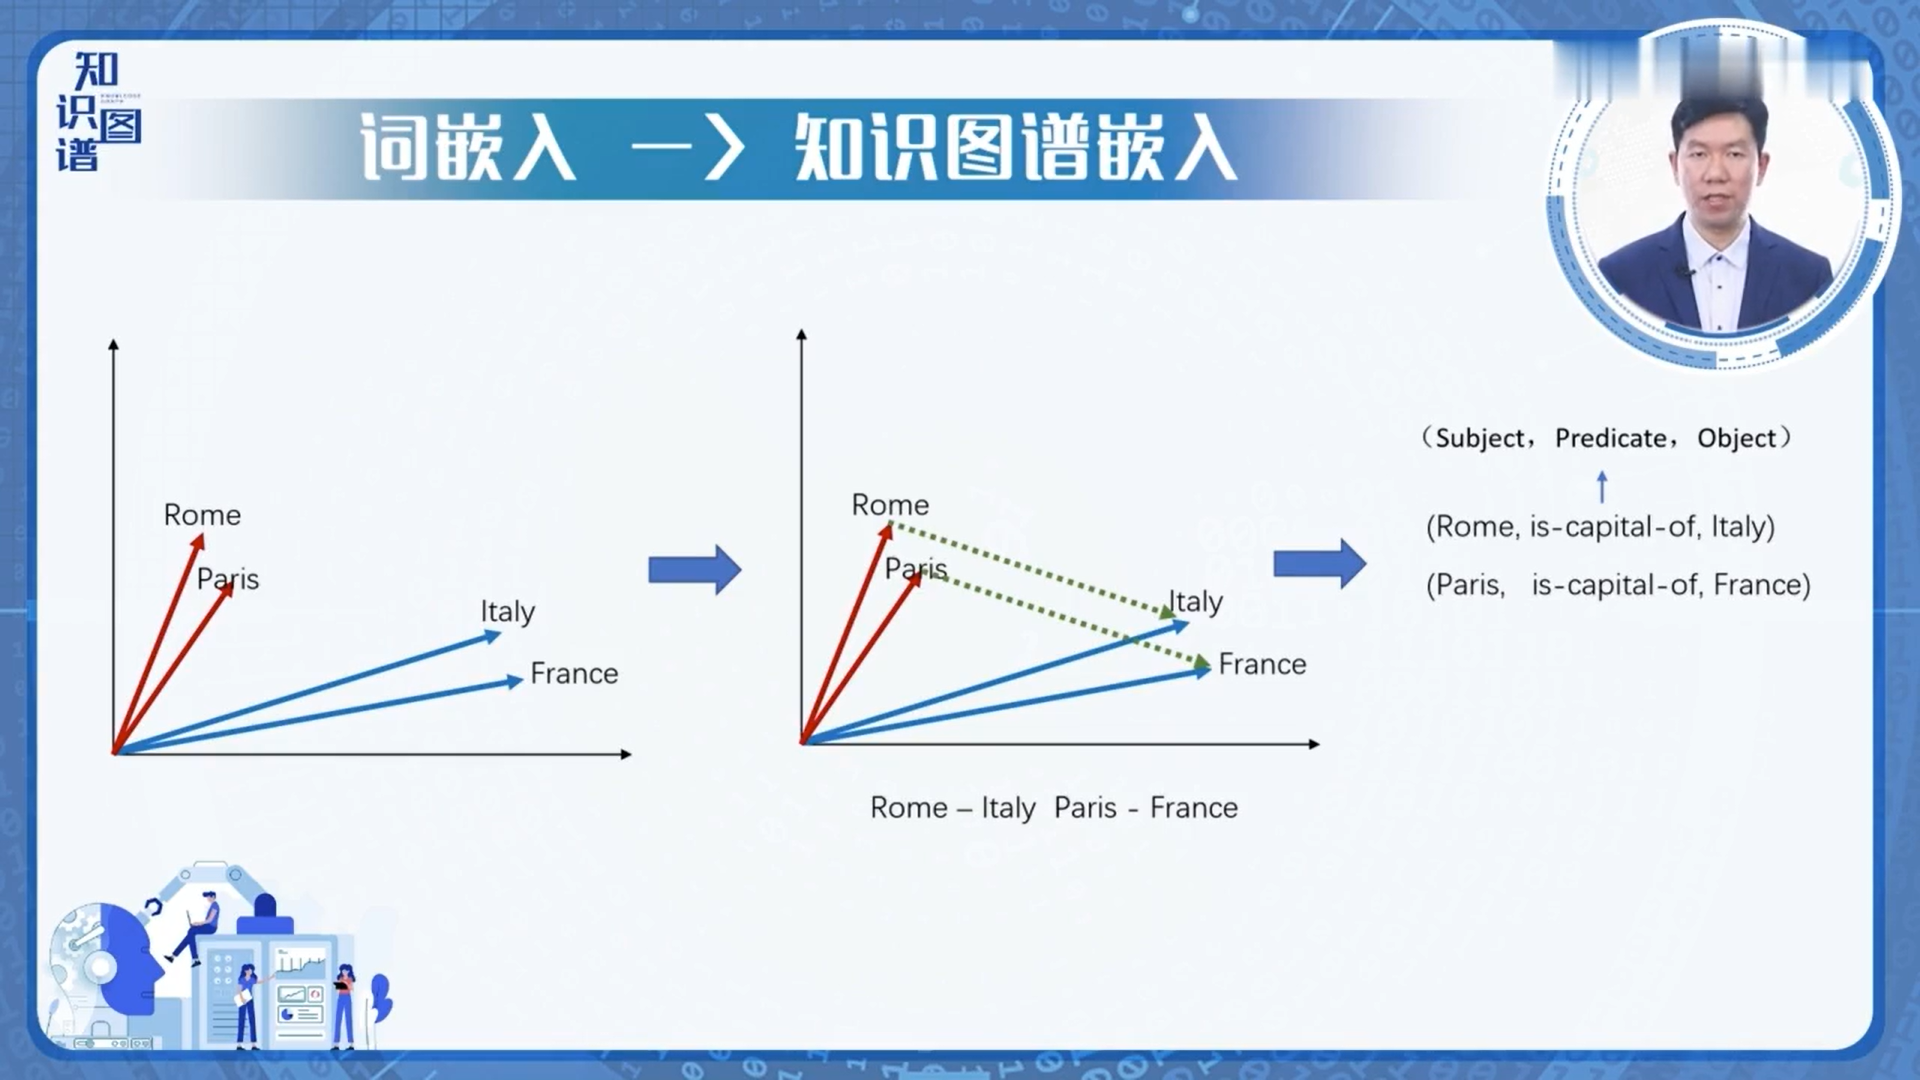 知识图谱
词嵌入 —> 知识图谱嵌入
Rome
Paris
Italy
France
Rome
Paris
Italy
France
Rome – Italy  Paris - France
（Subject，Predicate，Object）
(Rome, is-capital-of, Italy)
(Paris,   is-capital-of, France)